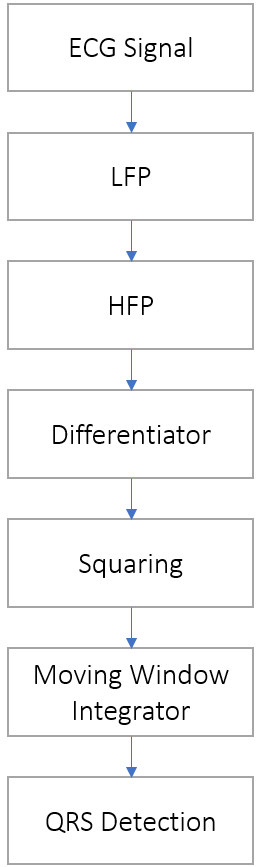 ECG Signal
LFP
HFP
Differentiator
Squaring
Moving Window
Integrator
QRS Detection